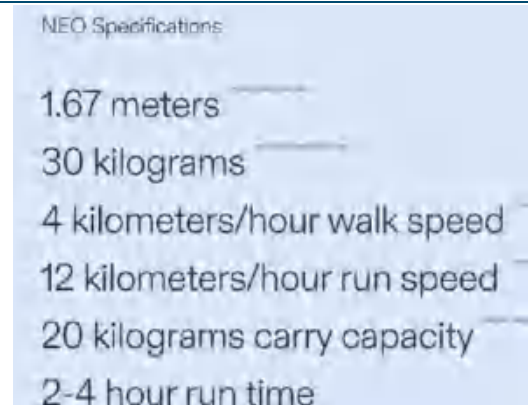 NEO Specifications
1.67 meters
30 kilograms
4 kilometers/hour walk speed
12 kilometers/hour run speed
20 kilograms carry capacity
2-4 hour run time